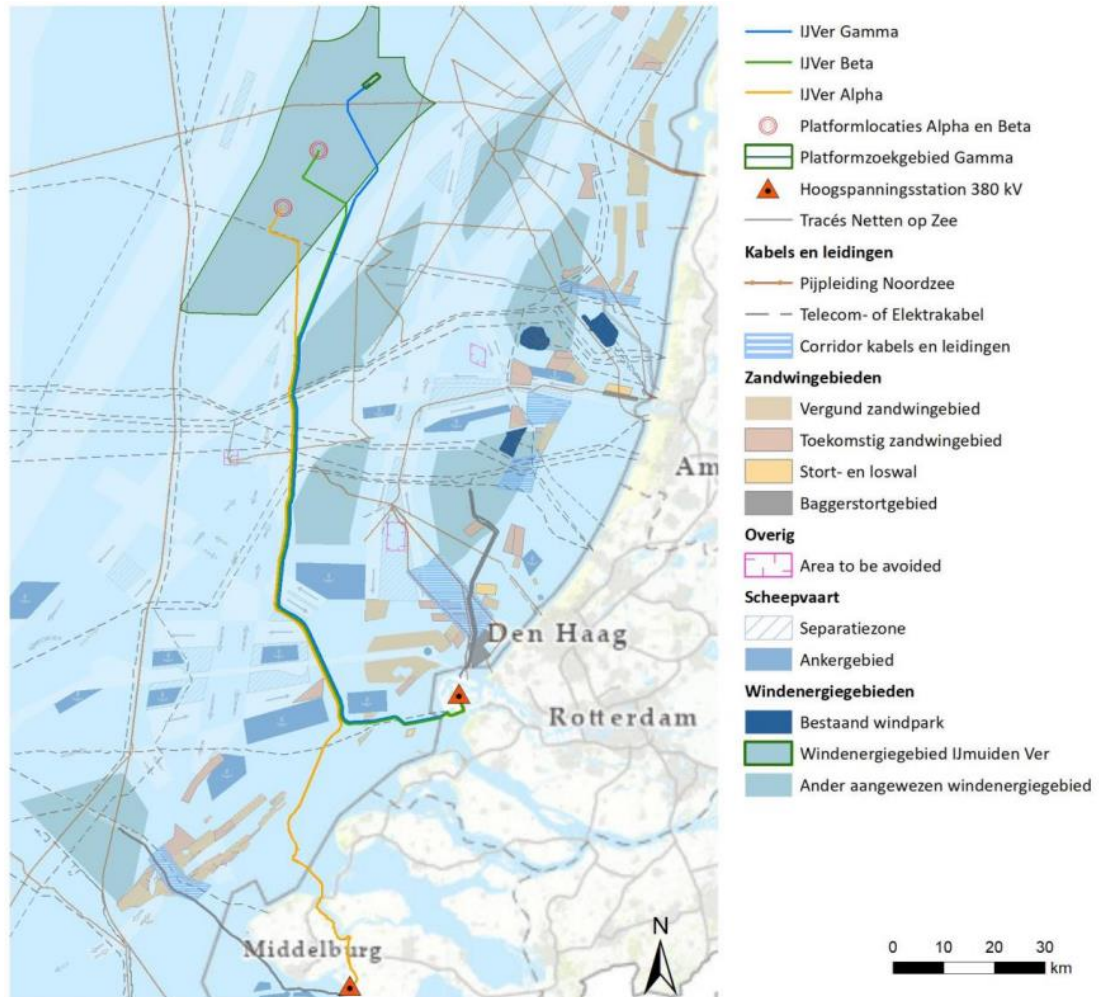 Am
Den Haag
Rotterdam
Middelburg
N
IJVer Gamma
IJVer Beta
IJVer Alpha
Platformlocaties Alpha en Beta
Platformzoekgebied Gamma
Hoogspanningsstation 380 kV
Tracés Netten op Zee
Kabels en leidingen
Pijpleiding Noordzee
Telecom- of Elektrakabel
Corridor kabels en leidingen
Zandwingebieden
Vergund zandwingebied
Toekomstig zandwingebied
Stort- en loswal
Baggerstortgebied
Overig
Area to be avoided
Scheepvaart
Separatiezone
Ankergebied
Windenergiegebieden
Bestaand windpark
Windenergiegebied IJmuiden Ver
Ander aangewezen windenergiegebied
0 10 20 30
km